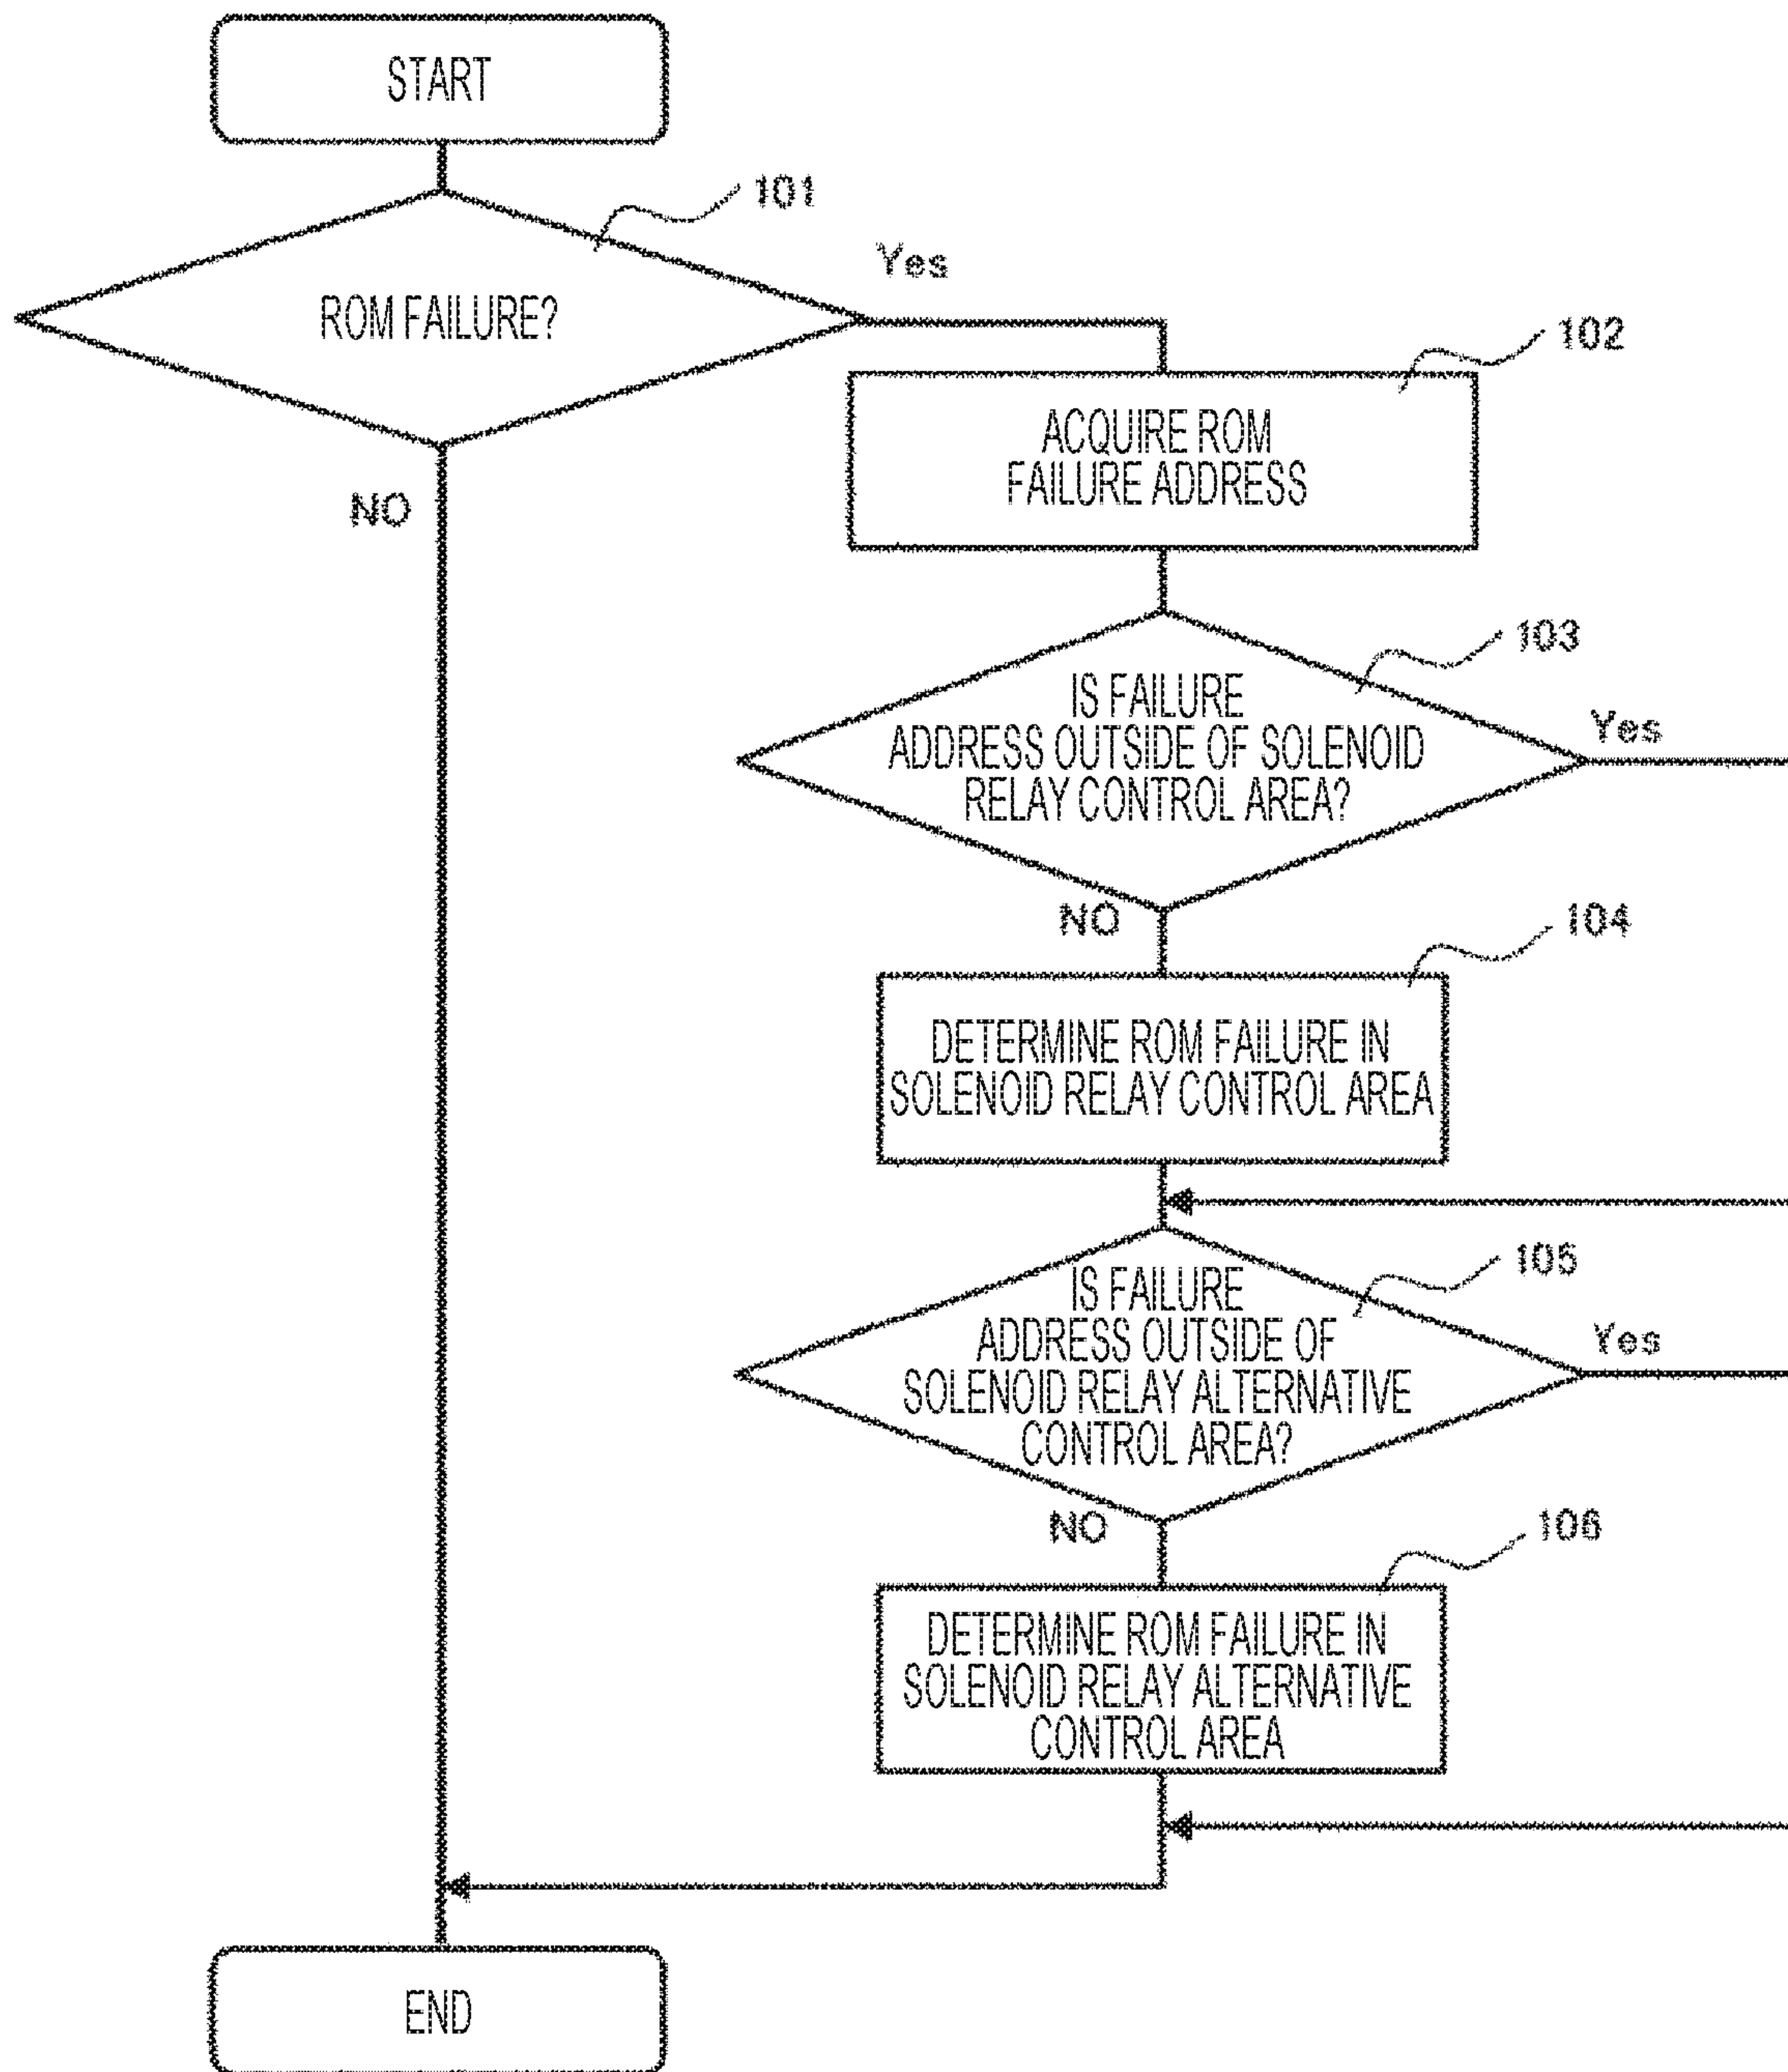 START
101
ROM FAILURE?
Yes
NO
102
ACQUIRE ROM
FAILURE ADDRESS
103
IS FAILURE
ADDRESS OUTSIDE OF SOLENOID
RELAY CONTROL AREA?
Yes
NO
104
DETERMINE ROM FAILURE IN
SOLENOID RELAY CONTROL AREA
105
IS FAILURE
ADDRESS OUTSIDE OF
SOLENOID RELAY ALTERNATIVE
CONTROL AREA?
Yes
NO
106
DETERMINE ROM FAILURE IN
SOLENOID RELAY ALTERNATIVE
CONTROL AREA
END